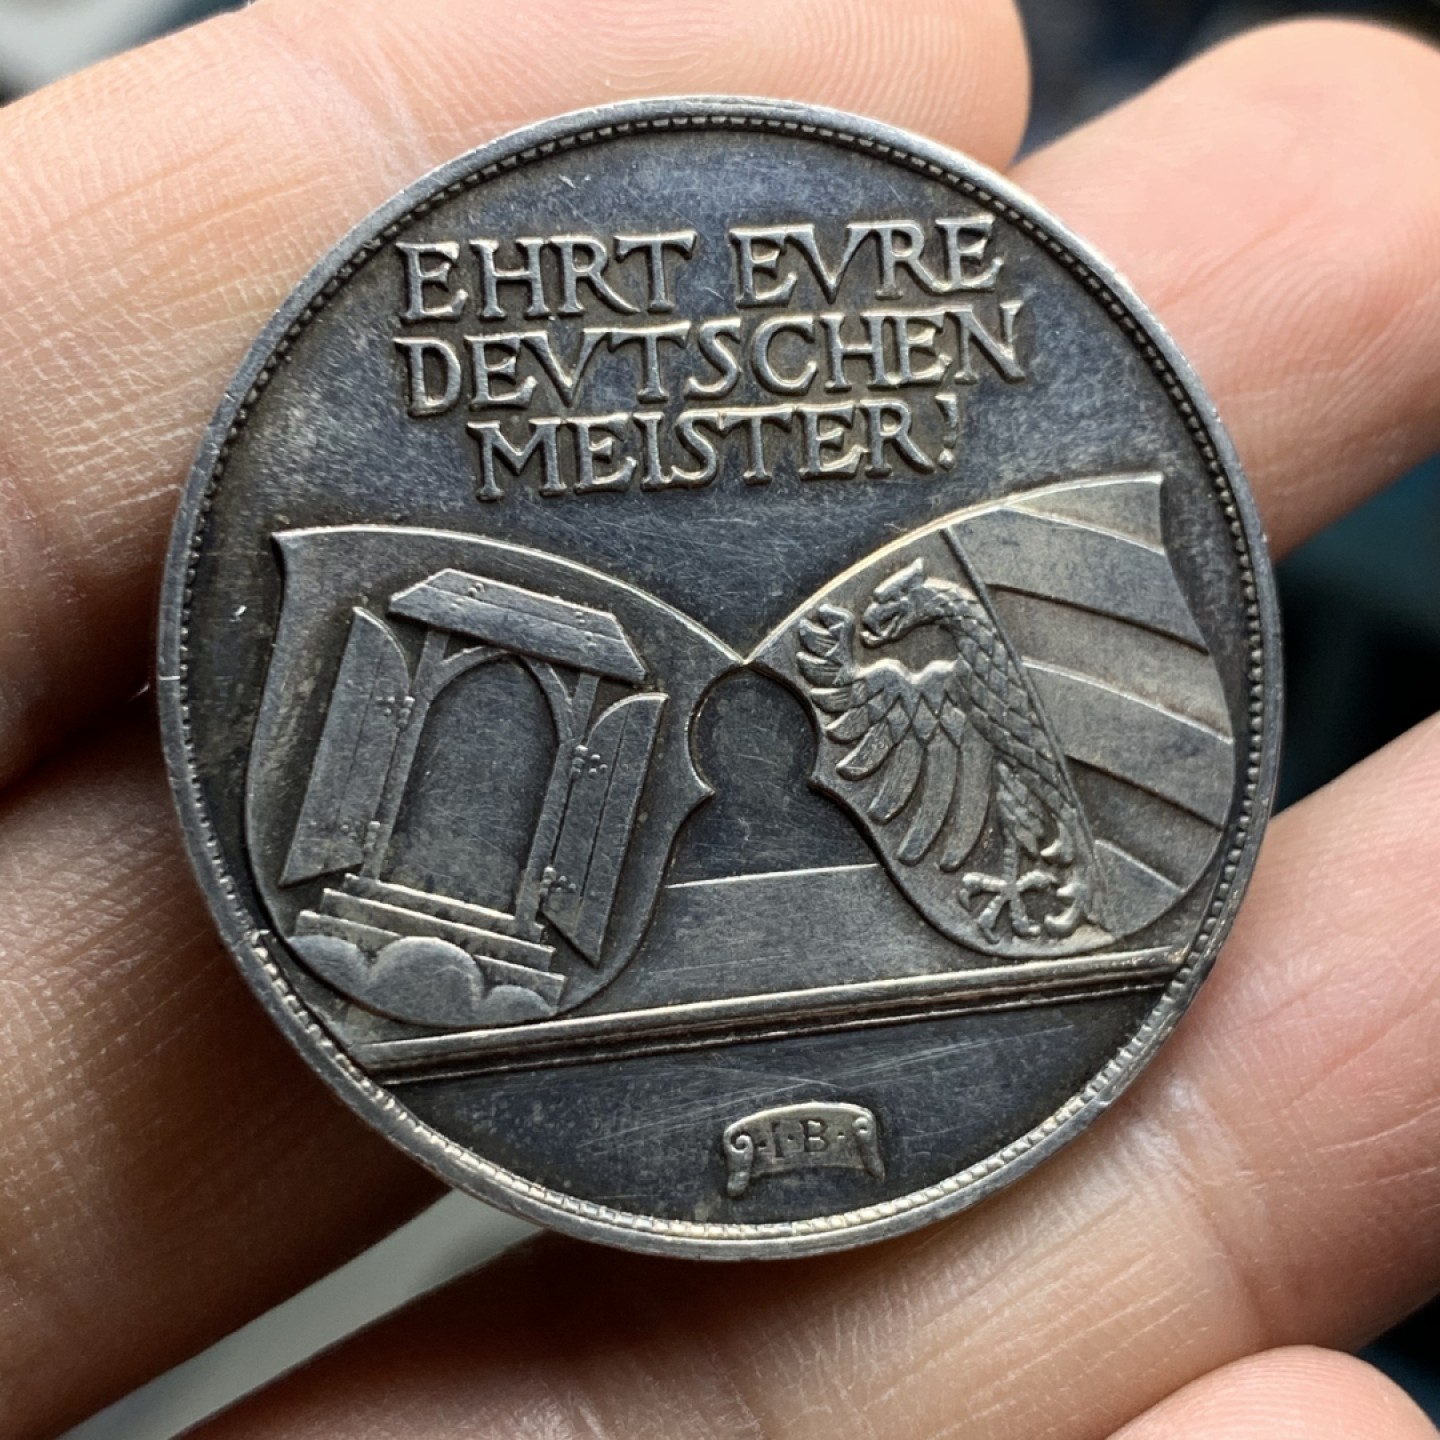 EHRT EVRE
DEVTSCHEN
MEISTER!
·I·B·